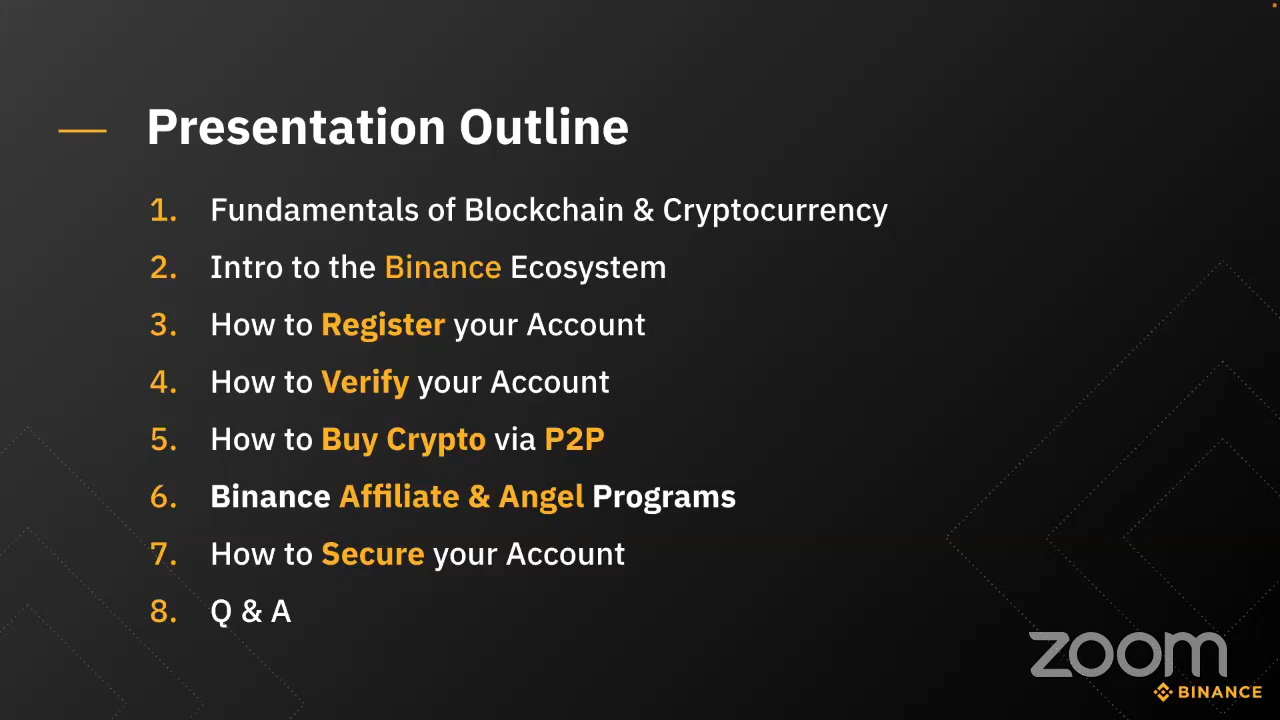 Presentation Outline
1. Fundamentals of Blockchain & Cryptocurrency
2. Intro to the Binance Ecosystem
3. How to Register your Account
4. How to Verify your Account
5. How to Buy Crypto via P2P
6. Binance Affiliate & Angel Programs
7. How to Secure your Account
8. Q & A
zoom
BINANCE